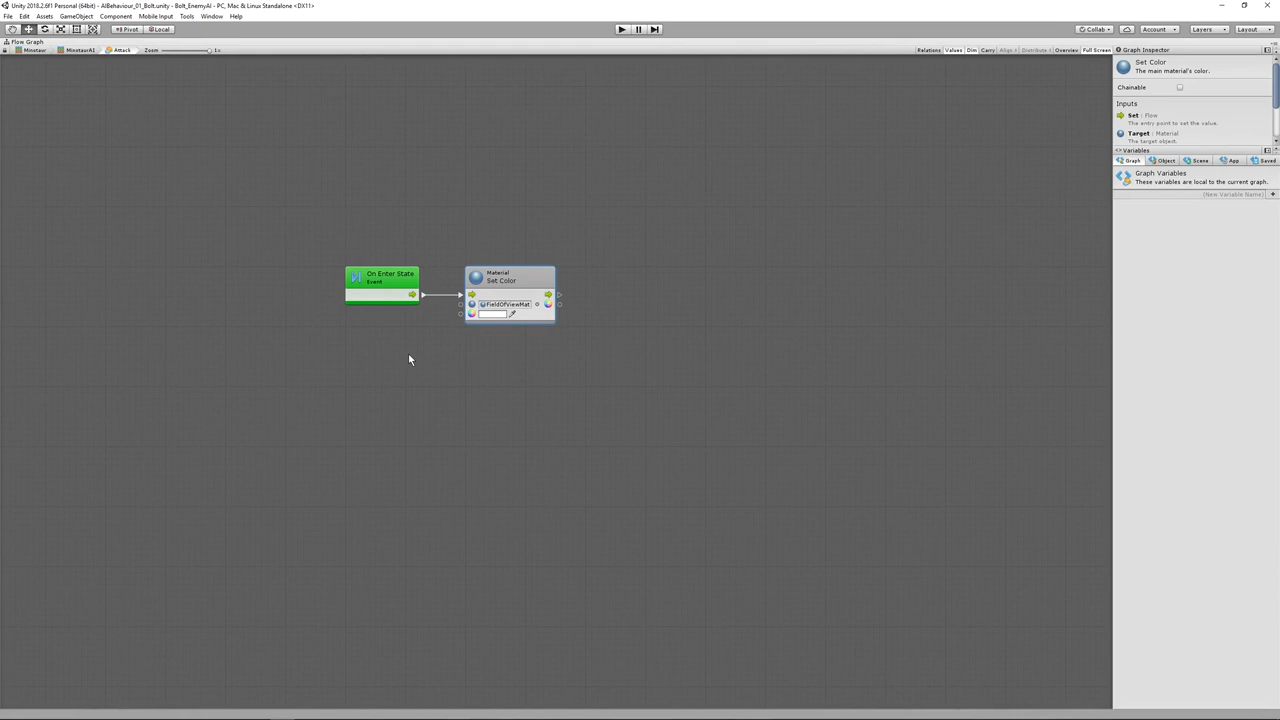 Unity 2018.2.6f1 Personal (64bit) - AIBehaviour_01_Bolt.unity - Bolt_EnemyAI - PC, Mac & Linux Standalone <DX11>
File Edit Assets GameObject Component Mobile Input Tools Window Help
Pivot Local Collab Account Layers Layout
Flow Graph
Minotaur MinotaurAI Attack Zoom 1x Relations Values Dim Carry Align Distribute Overview Full Screen
Graph Inspector
Set Color
The main material's color.
Chainable
Inputs
Set : Flow
The entry point to set the value.
Target : Material
The target object.
Variables
Graph Object Scene App Saved
Graph Variables
These variables are local to the current graph.
(New Variable Name)
On Enter State
Event
Material
Set Color
FieldOfViewMat